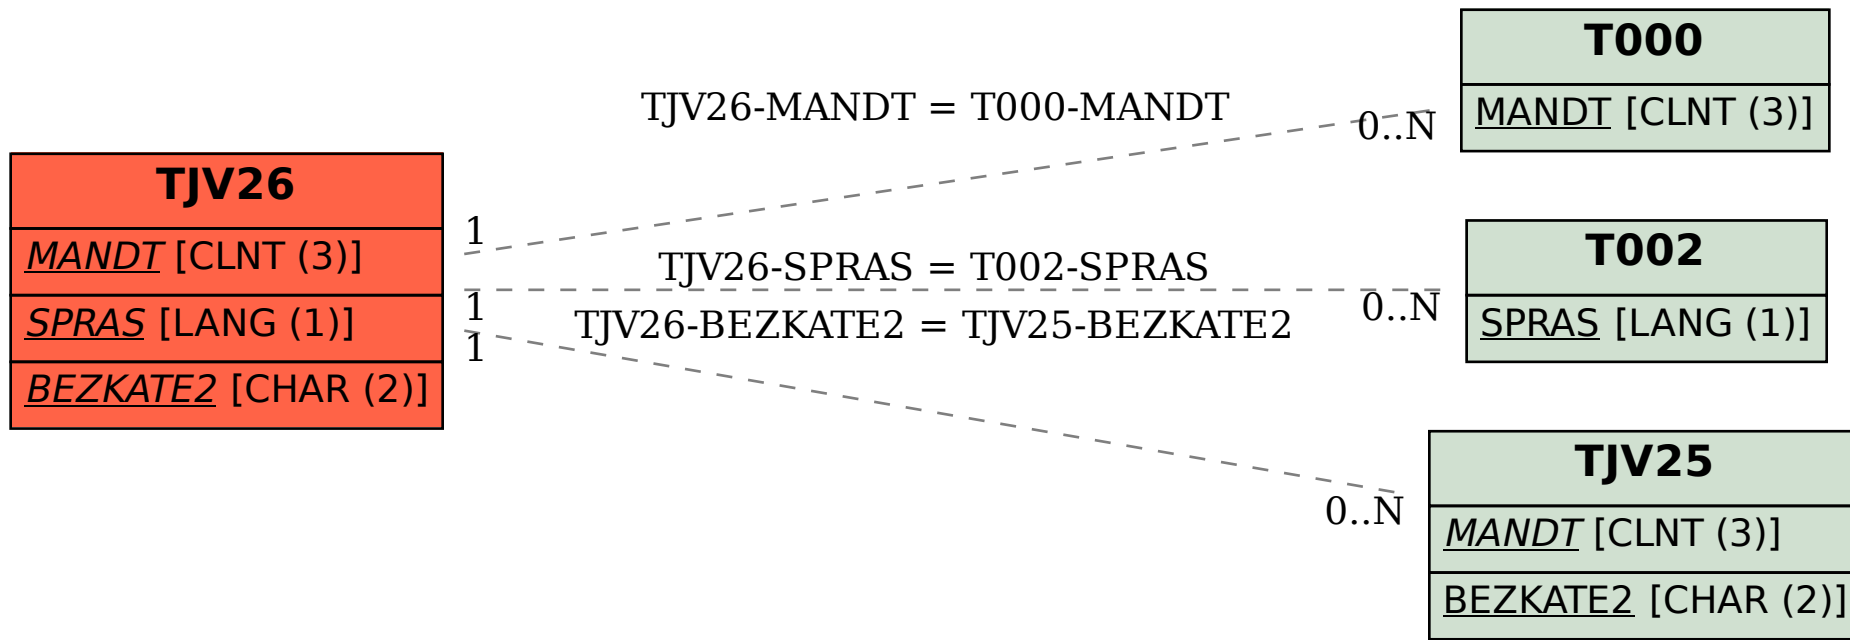 TJV26
MANDT [CLNT (3)]
SPRAS [LANG (1)]
BEZKATE2 [CHAR (2)]
TJV26-MANDT = T000-MANDT
1
0..N
TJV26-SPRAS = T002-SPRAS
1
0..N
TJV26-BEZKATE2 = TJV25-BEZKATE2
1
0..N
T000
MANDT [CLNT (3)]
T002
SPRAS [LANG (1)]
TJV25
MANDT [CLNT (3)]
BEZKATE2 [CHAR (2)]